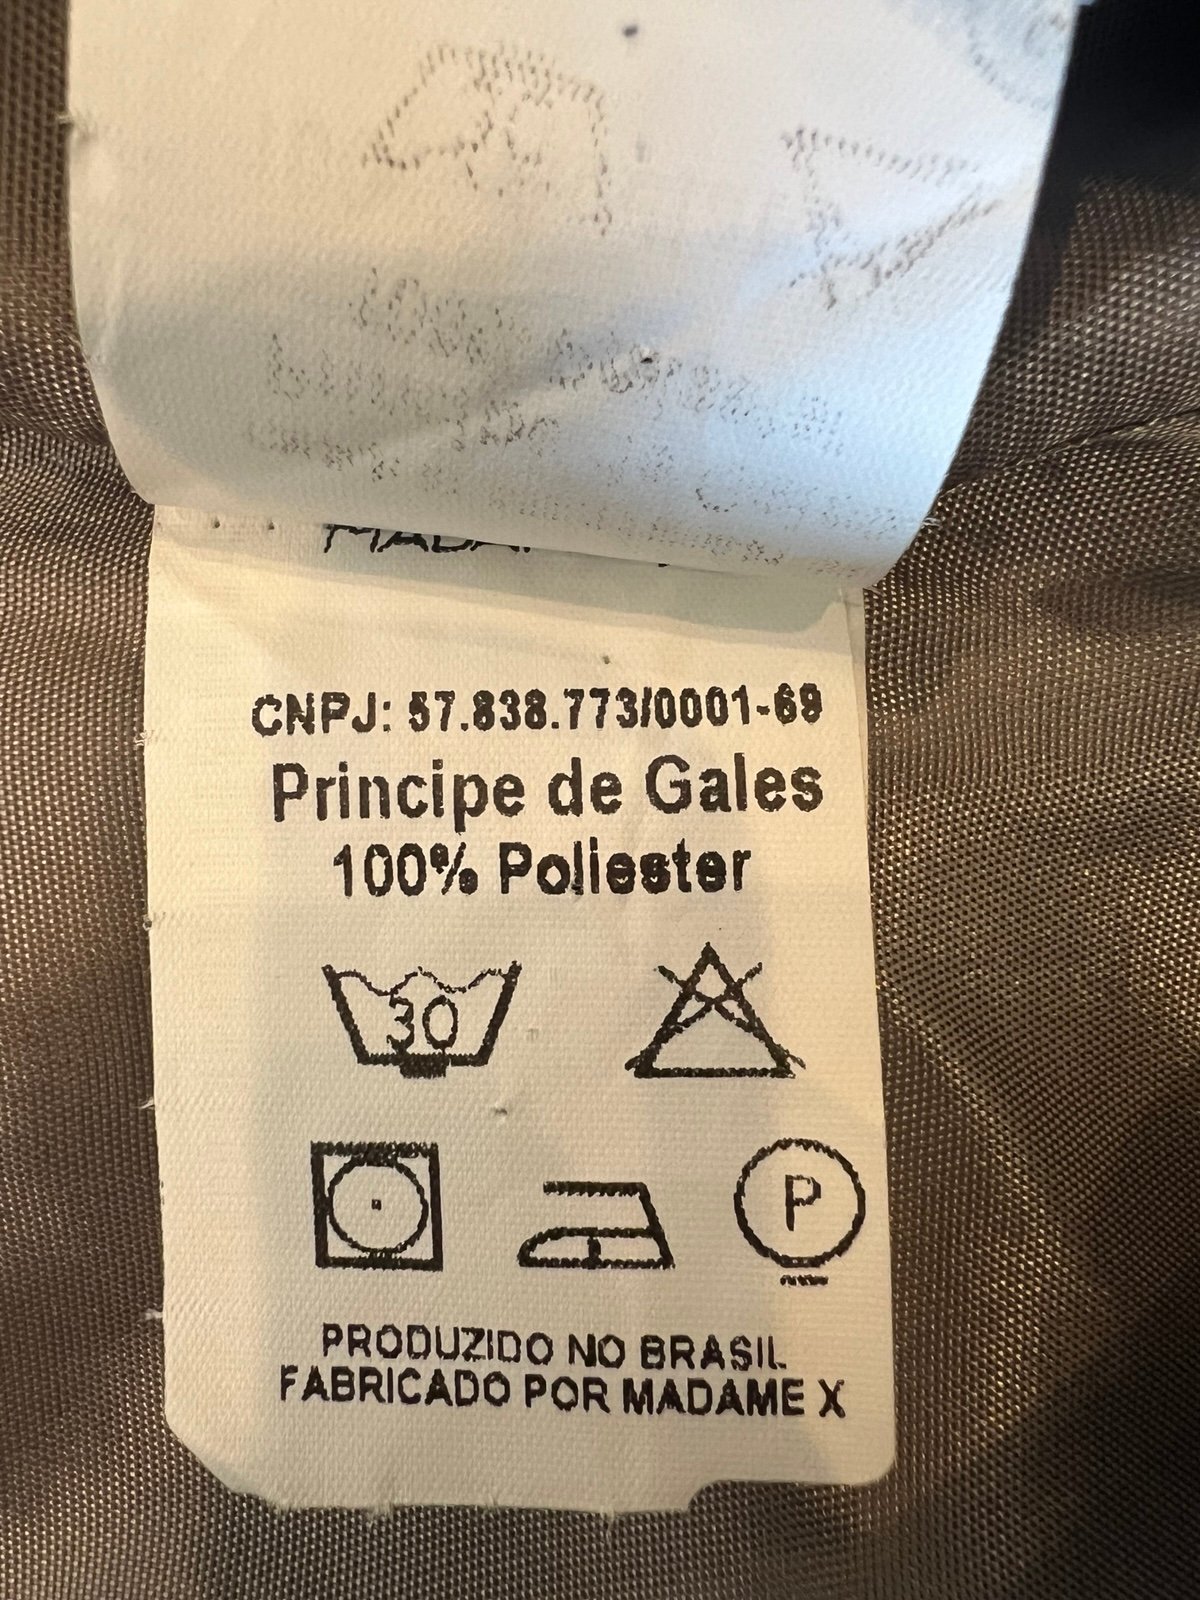 CNPJ: 57.838.773/0001-69
Principe de Gales
100% Poliester
30
P
PRODUZIDO NO BRASIL
FABRICADO POR MADAME X